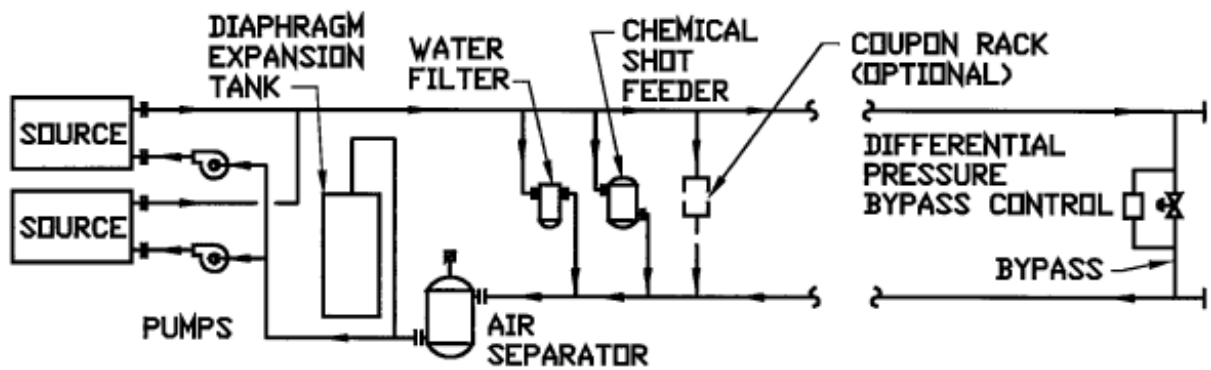 DIAPHRAGM
EXPANSION
TANK
WATER
FILTER
CHEMICAL
SHOT
FEEDER
COUPON RACK
(OPTIONAL)
SOURCE
SOURCE
DIFFERENTIAL
PRESSURE
BYPASS CONTROL
BYPASS
PUMPS
AIR
SEPARATOR